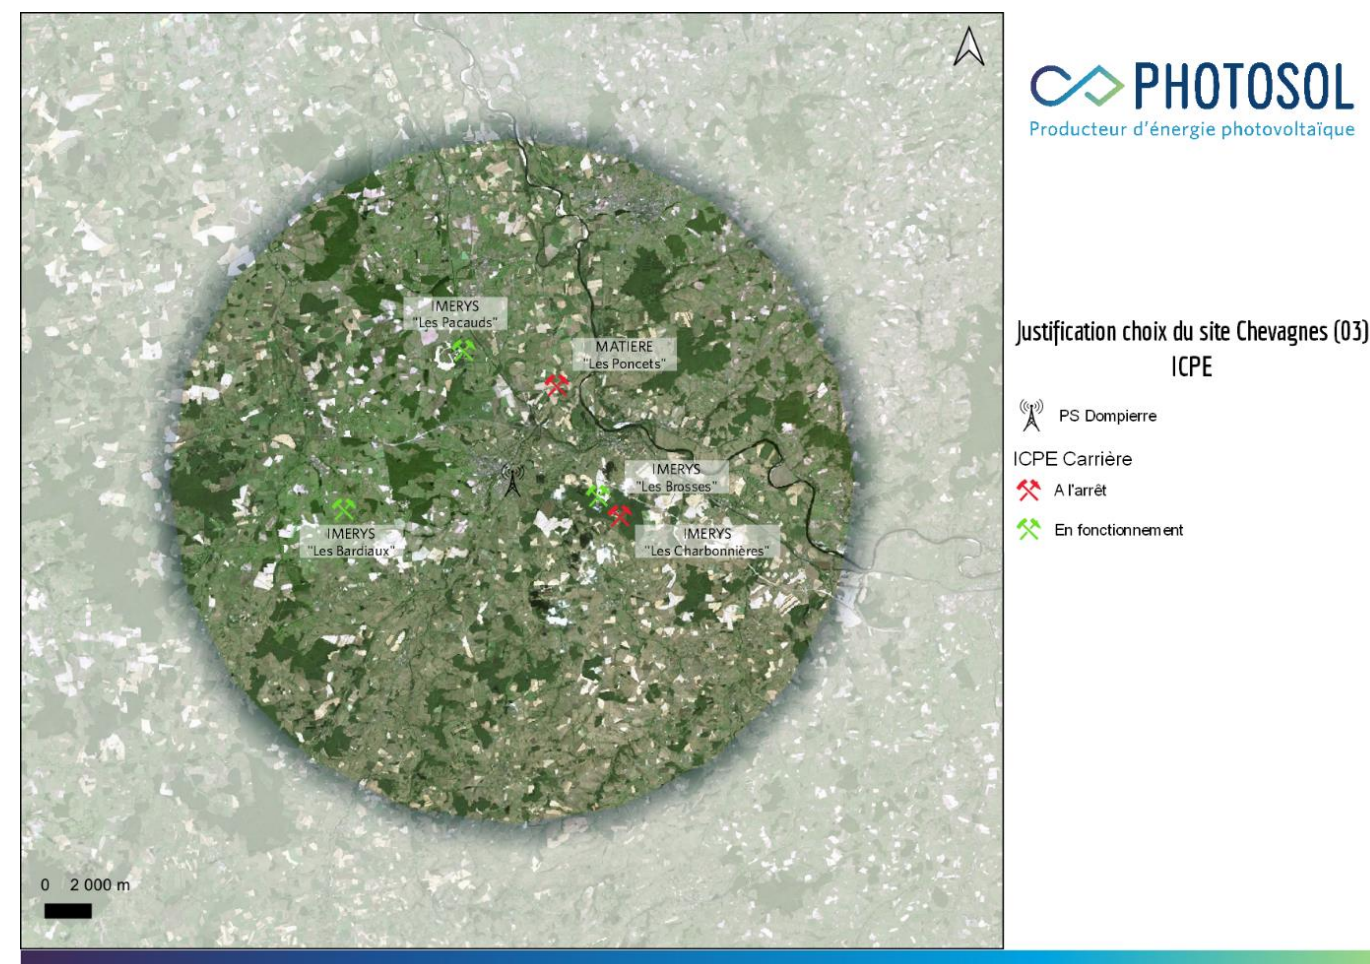 PHOTOSOL
Producteur d'énergie photovoltaïque
IMERYS
"Les Pacauds"
MATIERE
"Les Poncets"
IMERYS
"Les Brosses"
IMERYS
"Les Bardiaux"
IMERYS
"Les Charbonnières"
0 2 000 m
Justification choix du site Chevagnes (03)
ICPE
PS Dompierre
ICPE Carrière
A l'arrêt
En fonctionnement